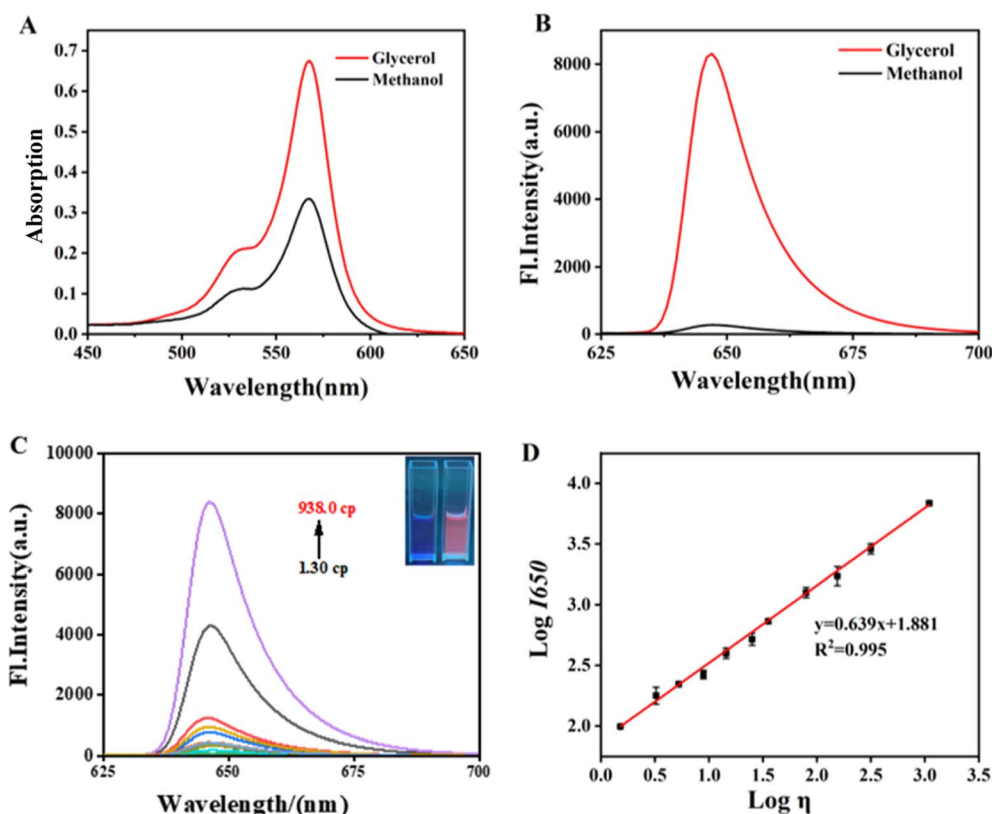 A
Absorption
0.7
0.6
0.5
0.4
0.3
0.2
0.1
0.0
Glycerol
Methanol
450 500 550 600 650
Wavelength(nm)
B
Fl.Intensity(a.u.)
8000
6000
4000
2000
0
Glycerol
Methanol
625 650 675 700
Wavelength(nm)
C
Fl.Intensity(a.u.)
10000
8000
6000
4000
2000
0
938.0 cp
1.30 cp
625 650 675 700
Wavelength/(nm)
D
Log I650
4.0
3.5
3.0
2.5
2.0
y=0.639x+1.881
R²=0.995
0.0 0.5 1.0 1.5 2.0 2.5 3.0 3.5
Log η